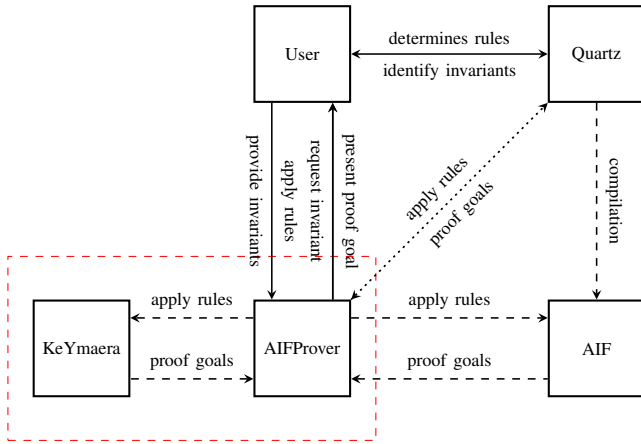 User
determines rules
identify invariants
Quartz
provide invariants
apply rules
request invariant
present proof goal
apply rules
proof goals
compilation
KeYmaera
apply rules
proof goals
AIFProver
apply rules
proof goals
AIF